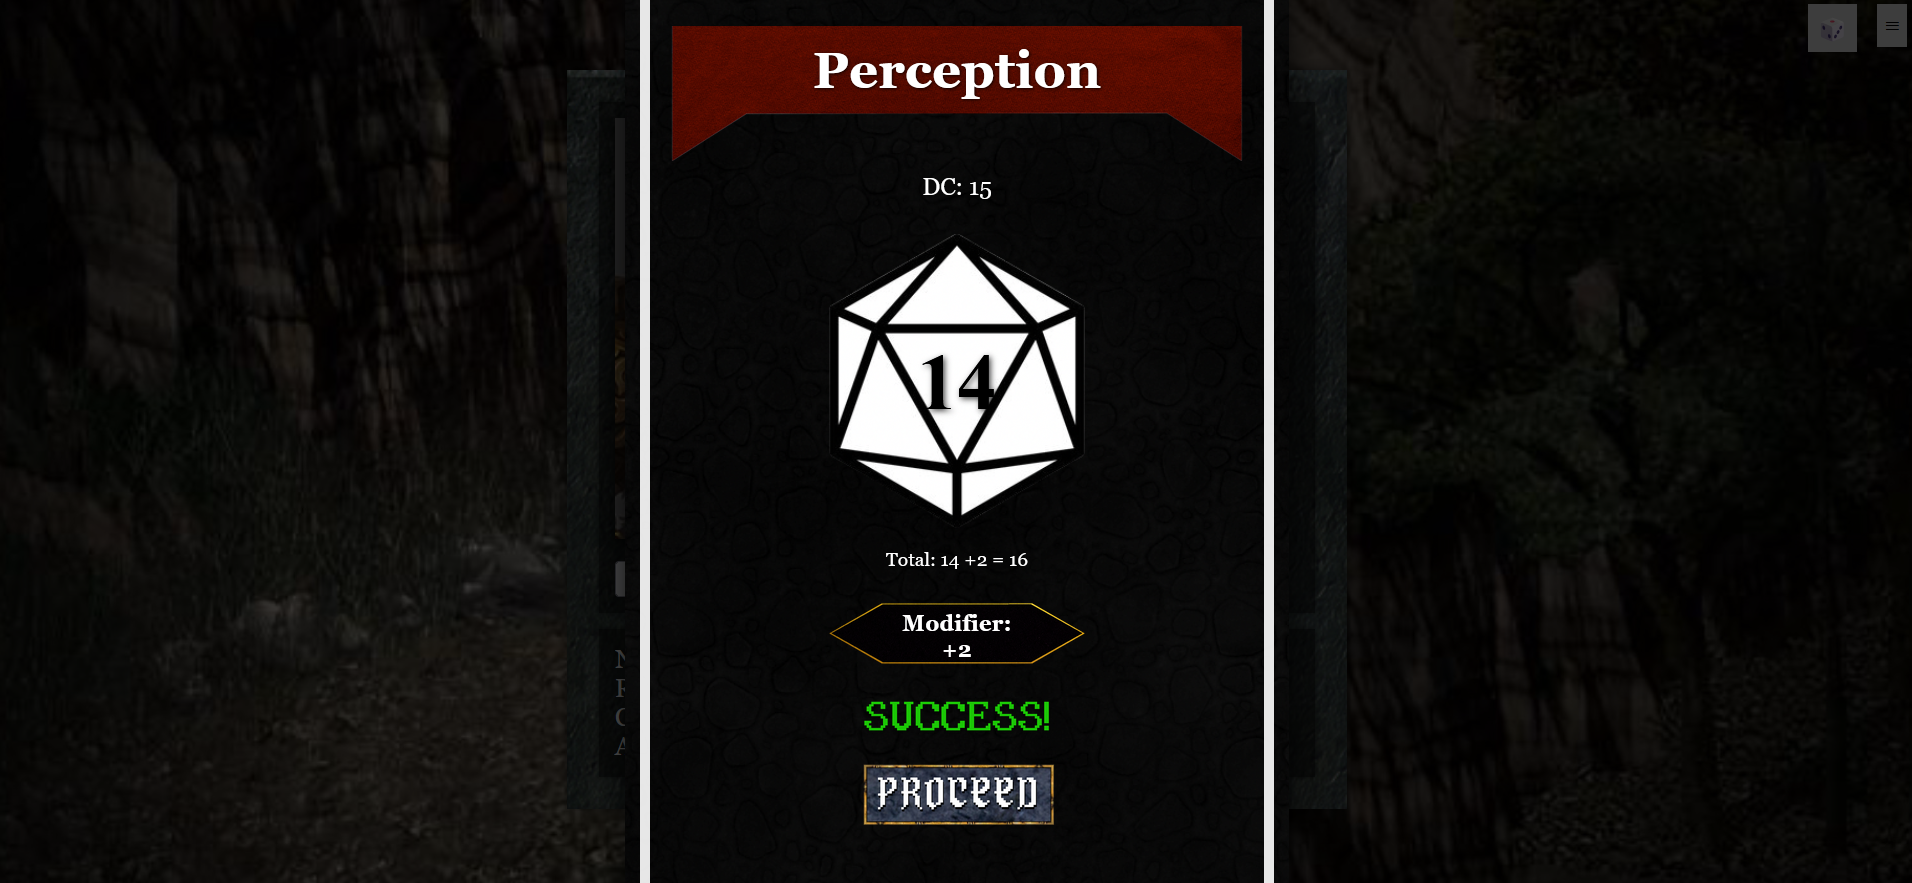 Perception
DC: 15
14
Total: 14 +2 = 16
Modifier:
+2
SUCCESS!
PROCEED